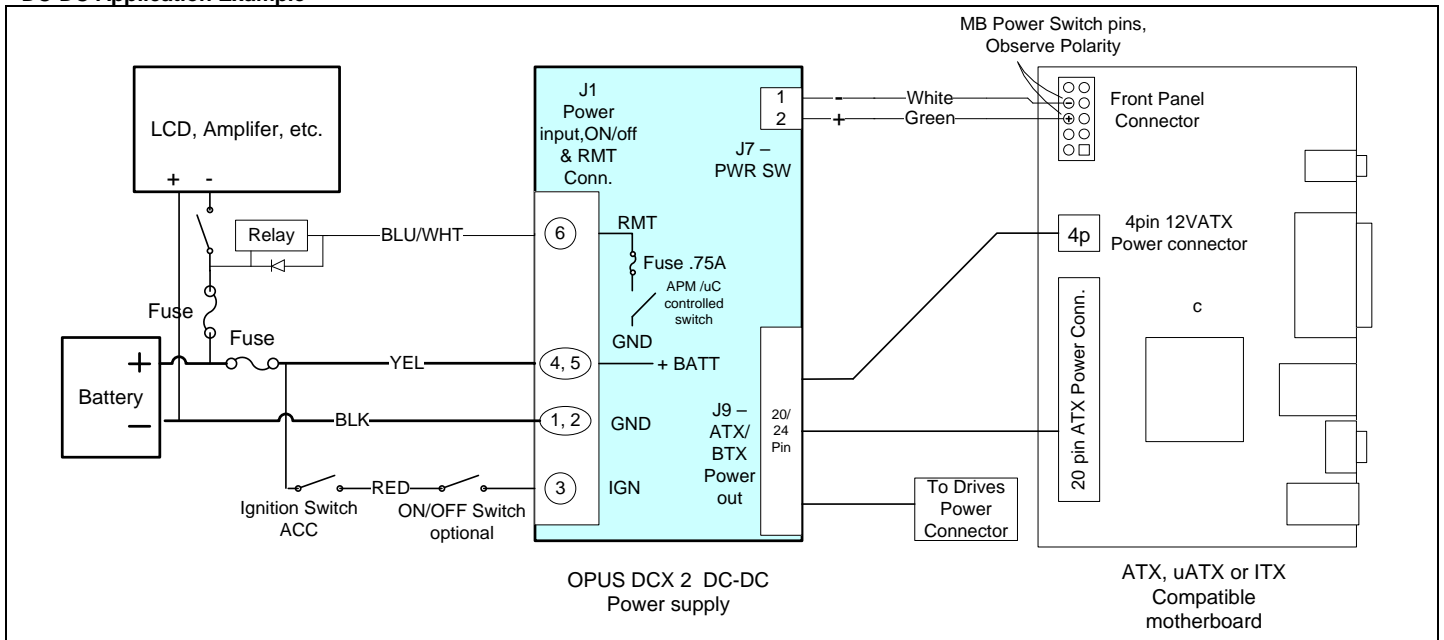 DC-DC Application Example
MB Power Switch pins,
Observe Polarity
LCD, Amplifer, etc.
+ -
Relay
BLU/WHT
Fuse
Fuse
Battery
+
—
YEL
BLK
RED
Ignition Switch
ACC
ON/OFF Switch
optional
J1
Power
input,ON/off
& RMT
Conn.
6
RMT
Fuse .75A
APM /uC
controlled
switch
GND
4, 5
+ BATT
1, 2
GND
3
IGN
1
2
J7 –
PWR SW
J9 –
ATX/
BTX
Power
out
20/
24
Pin
- White
+ Green
-
+
Front Panel
Connector
4p
4pin 12VATX
Power connector
20 pin ATX Power Conn.
c
To Drives
Power
Connector
OPUS DCX 2 DC-DC
Power supply
ATX, uATX or ITX
Compatible
motherboard